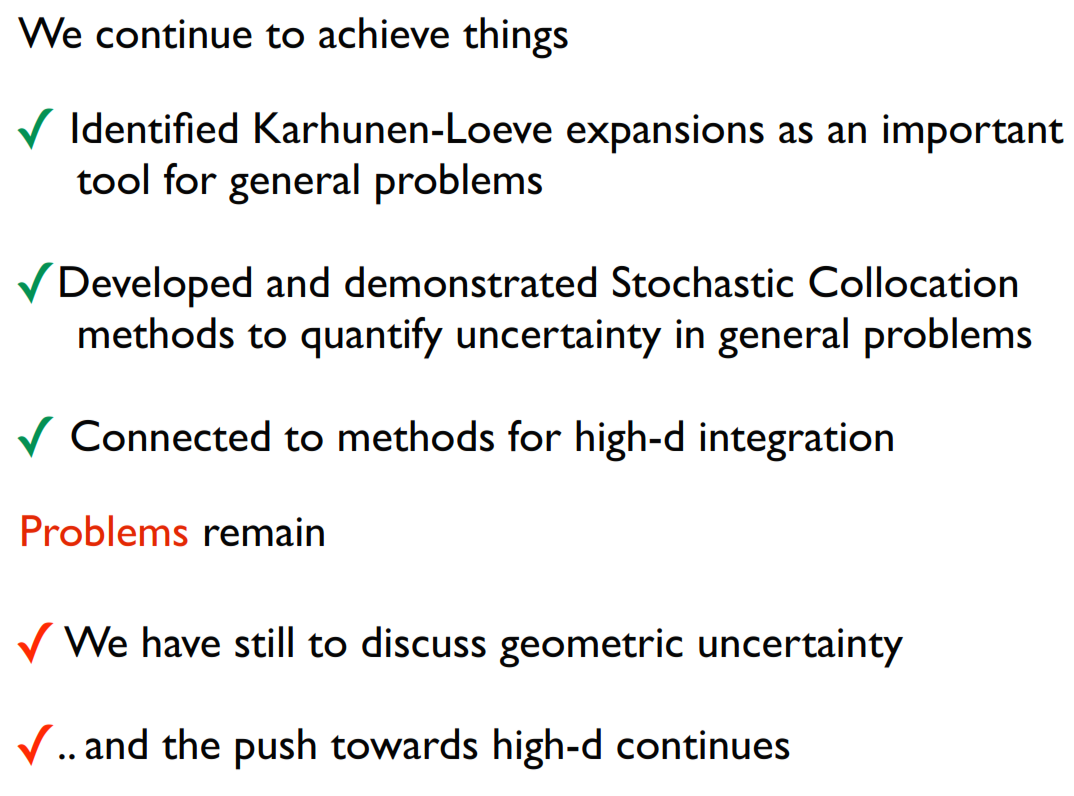 We continue to achieve things
✓ Identified Karhunen-Loeve expansions as an important
tool for general problems
✓Developed and demonstrated Stochastic Collocation
methods to quantify uncertainty in general problems
✓ Connected to methods for high-d integration
Problems remain
✓ We have still to discuss geometric uncertainty
✓.. and the push towards high-d continues